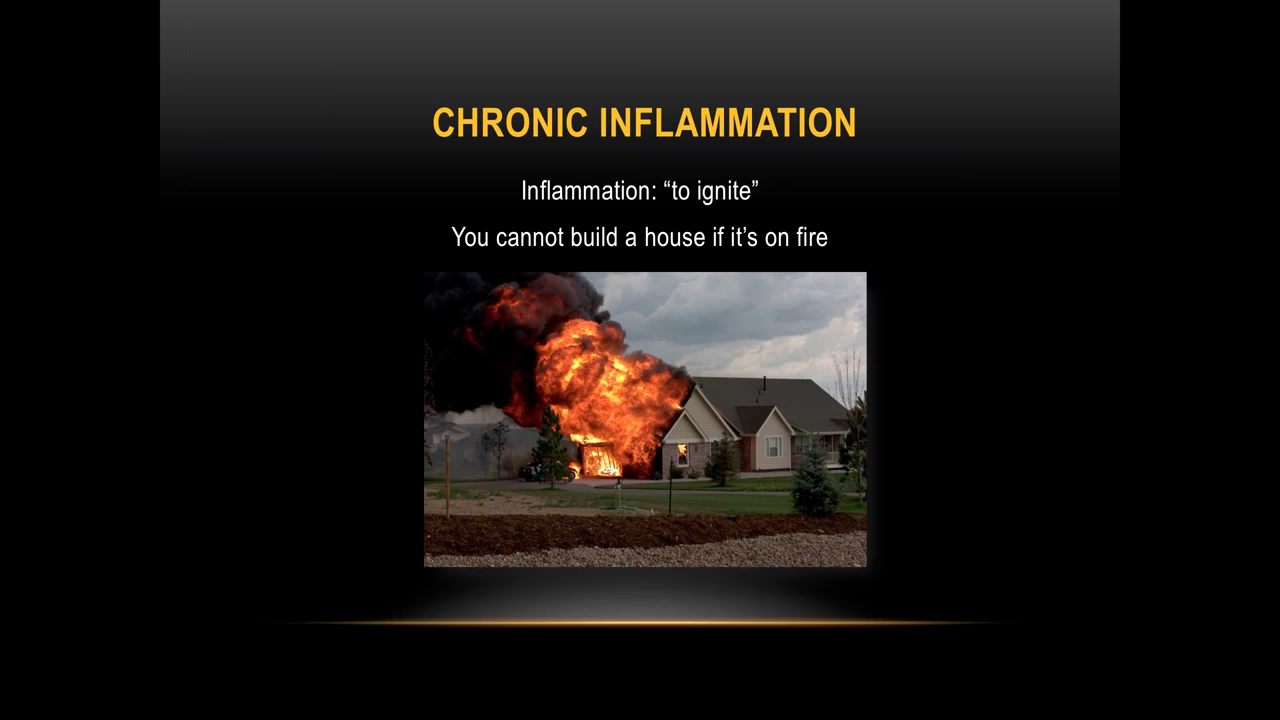 CHRONIC INFLAMMATION
Inflammation: “to ignite”
You cannot build a house if it’s on fire